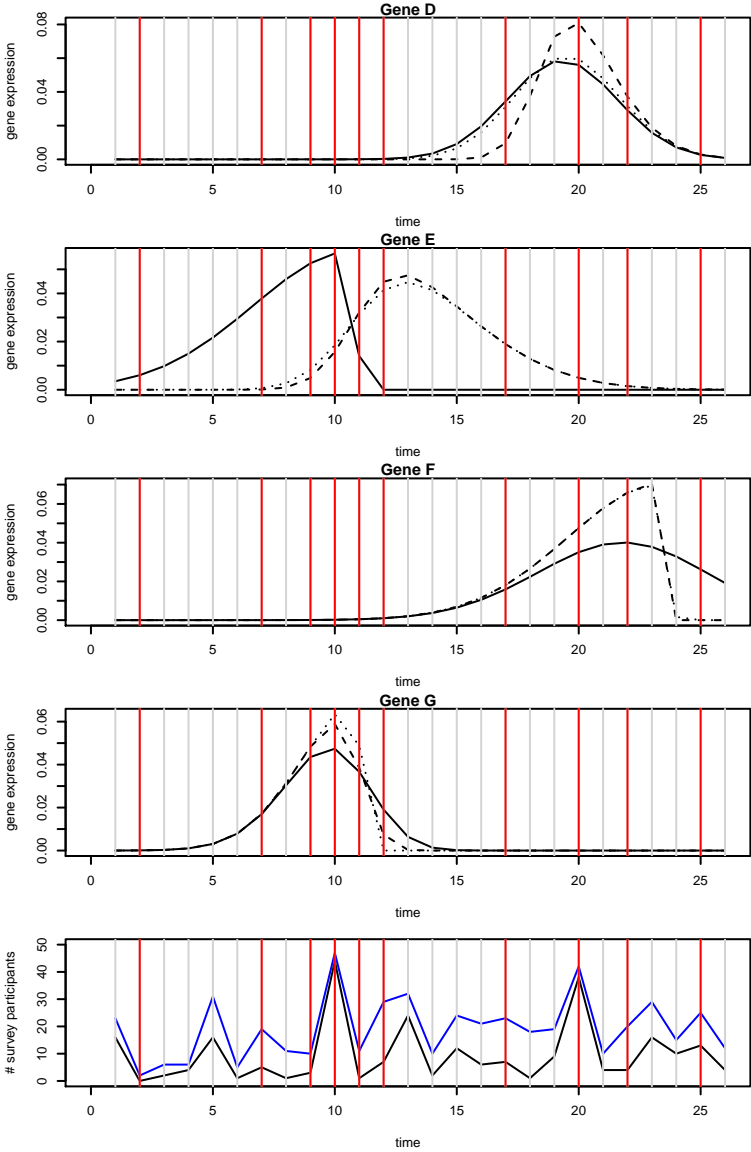 Gene D
gene expression
0.00 0.04 0.08
0 5 10 15 20 25
time
Gene E
gene expression
0.00 0.02 0.04
0 5 10 15 20 25
time
Gene F
gene expression
0.00 0.02 0.04 0.06
0 5 10 15 20 25
time
Gene G
gene expression
0.00 0.02 0.04 0.06
0 5 10 15 20 25
time
# survey participants
0 10 20 30 40 50
0 5 10 15 20 25
time